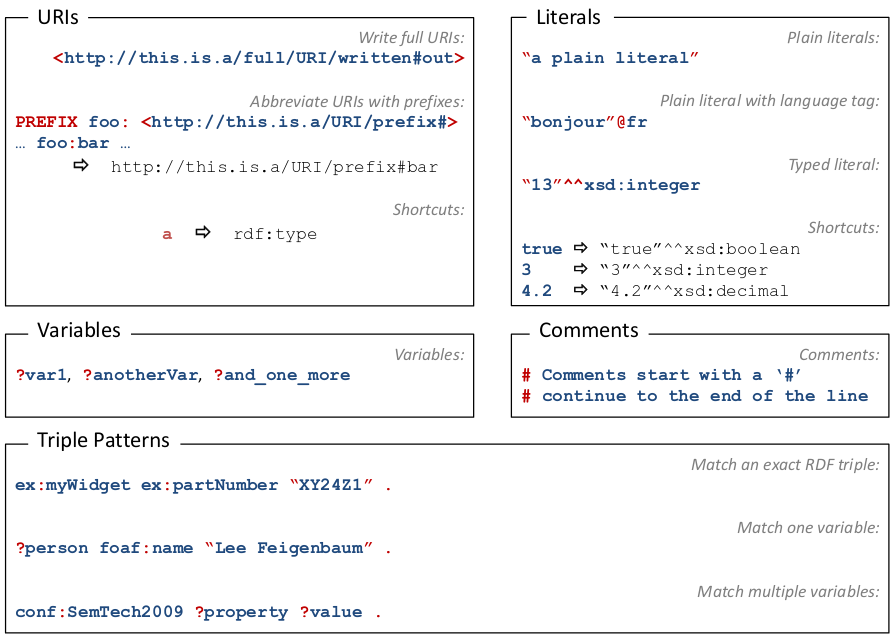 URIs
Write full URIs:
<http://this.is.a/full/URI/written#out>
Abbreviate URIs with prefixes:
PREFIX foo: <http://this.is.a/URI/prefix#>
… foo:bar …
⇨ http://this.is.a/URI/prefix#bar
Shortcuts:
a ⇨ rdf:type
Literals
Plain literals:
“a plain literal”
Plain literal with language tag:
“bonjour”@fr
Typed literal:
“13”^^xsd:integer
Shortcuts:
true ⇨ “true”^^xsd:boolean
3 ⇨ “3”^^xsd:integer
4.2 ⇨ “4.2”^^xsd:decimal
Variables
Variables:
?var1, ?anotherVar, ?and_one_more
Comments
Comments:
# Comments start with a ‘#’
# continue to the end of the line
Triple Patterns
Match an exact RDF triple:
ex:myWidget ex:partNumber “XY24Z1” .
Match one variable:
?person foaf:name “Lee Feigenbaum” .
Match multiple variables:
conf:SemTech2009 ?property ?value .